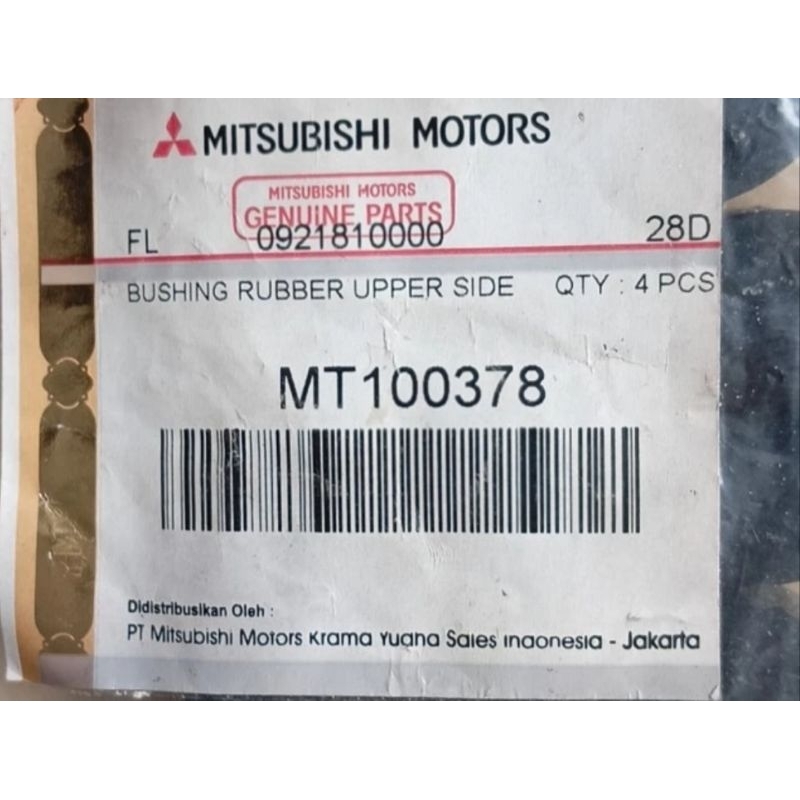 MITSUBISHI MOTORS
MITSUBISHI MOTORS
GENUINE PARTS
FL 0921810000 28D
BUSHING RUBBER UPPER SIDE QTY : 4 PCS
MT100378
Didistribusikan Oleh :
PT Mitsubishi Motors Krama Yudha Sales Indonesia - Jakarta